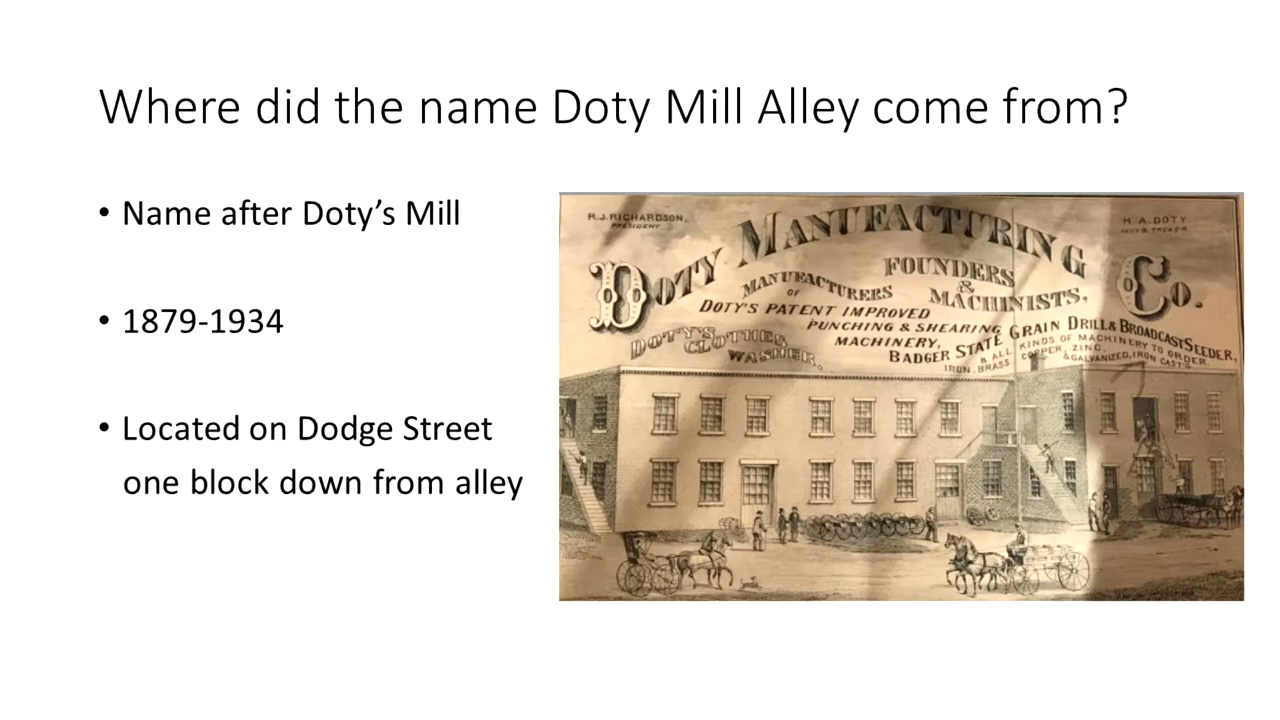 Where did the name Doty Mill Alley come from?
• Name after Doty’s Mill
• 1879-1934
• Located on Dodge Street
one block down from alley
R.J. RICHARDSON,
PRESIDENT.
H. A. DOTY
SEC'Y & TREAS'R.
DOTY MANUFACTURING CO.
MANUFACTURERS
OF
DOTY'S PATENT IMPROVED
PUNCHING & SHEARING
MACHINERY,
DOTY'S
CLOTHES
WASHER,
FOUNDERS
&
MACHINISTS,
BADGER STATE GRAIN DRILL & BROADCAST SEEDER,
& ALL KINDS OF MACHINERY TO ORDER.
IRON, BRASS COPPER, ZINC.
& GALVANIZED, IRON CAST'G